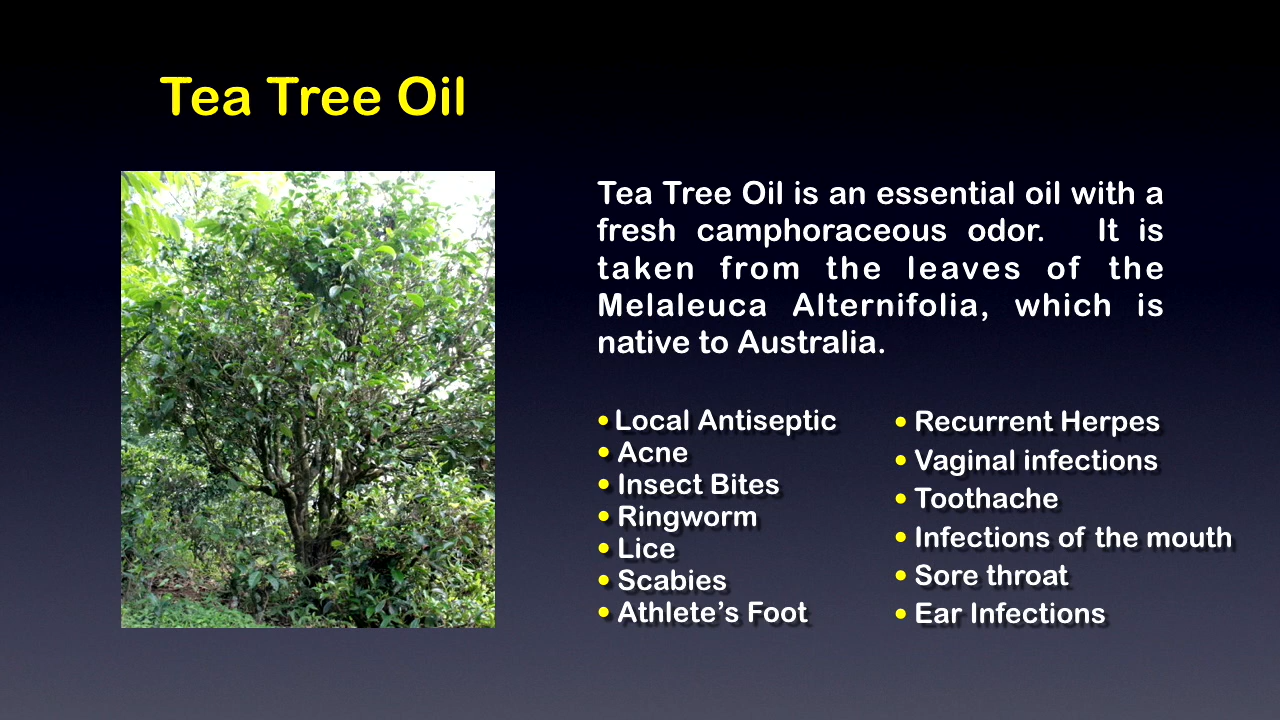 Tea Tree Oil
Tea Tree Oil is an essential oil with a
fresh camphoraceous odor. It is
taken from the leaves of the
Melaleuca Alternifolia, which is
native to Australia.
• Local Antiseptic
• Acne
• Insect Bites
• Ringworm
• Lice
• Scabies
• Athlete’s Foot
• Recurrent Herpes
• Vaginal infections
• Toothache
• Infections of the mouth
• Sore throat
• Ear Infections